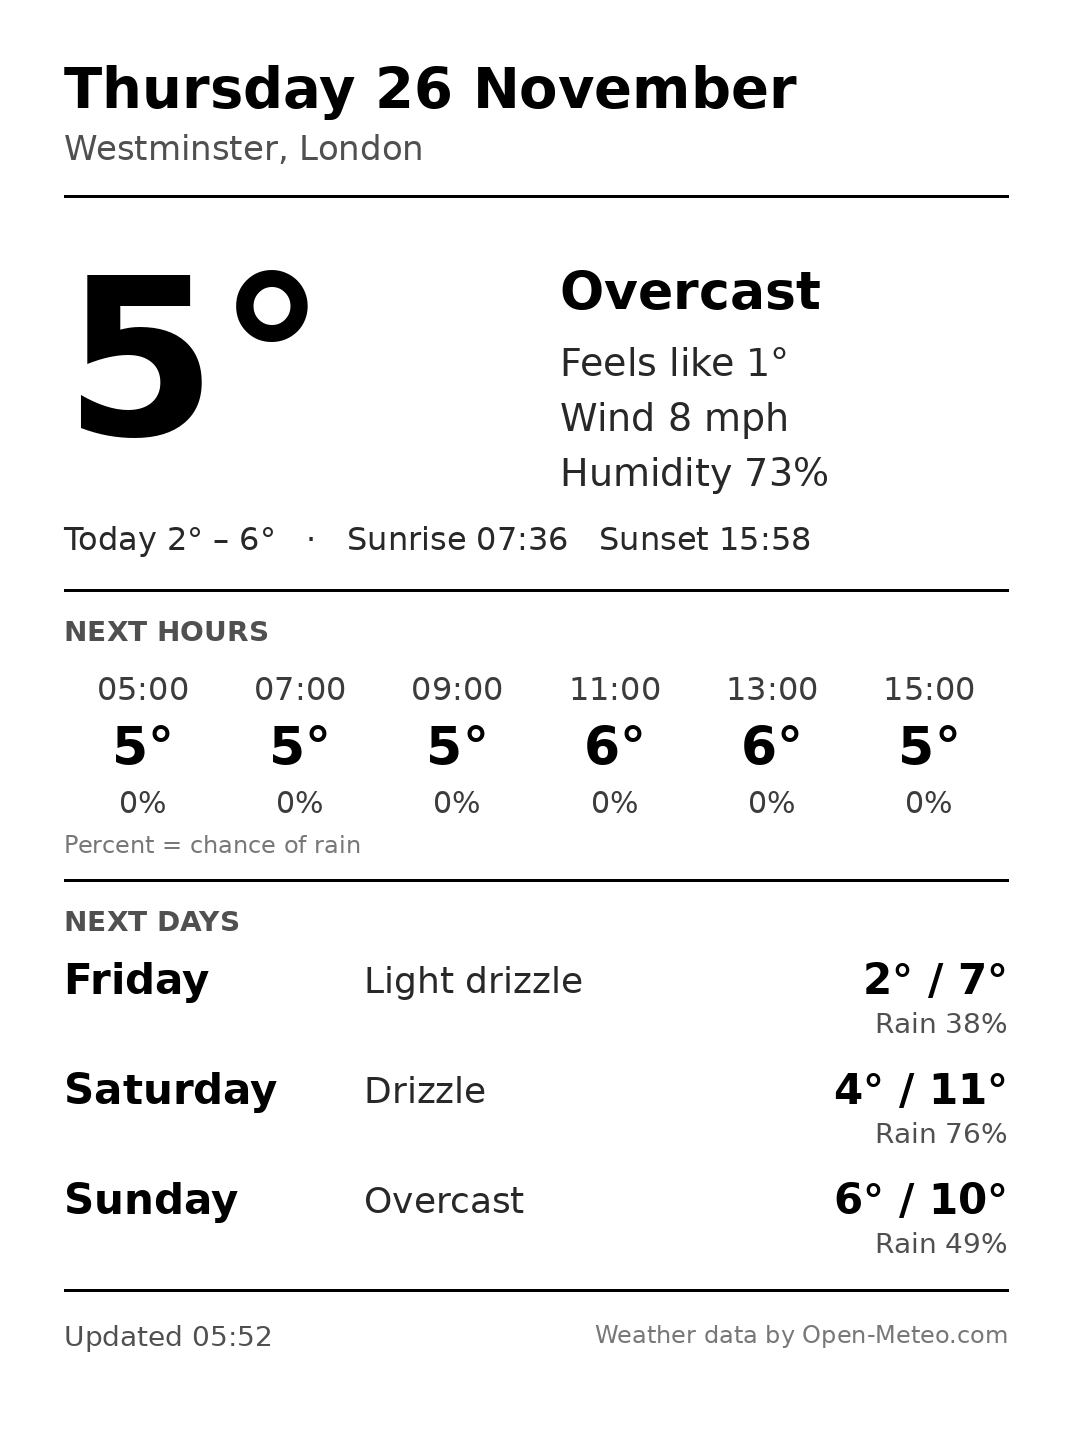 Thursday 26 November
Westminster, London
5°
Overcast
Feels like 1°
Wind 8 mph
Humidity 73%
Today 2° – 6° · Sunrise 07:36 Sunset 15:58
NEXT HOURS
05:00 07:00 09:00 11:00 13:00 15:00
5° 5° 5° 6° 6° 5°
0% 0% 0% 0% 0% 0%
Percent = chance of rain
NEXT DAYS
Friday Light drizzle 2° / 7°
Rain 38%
Saturday Drizzle 4° / 11°
Rain 76%
Sunday Overcast 6° / 10°
Rain 49%
Updated 05:52 Weather data by Open-Meteo.com